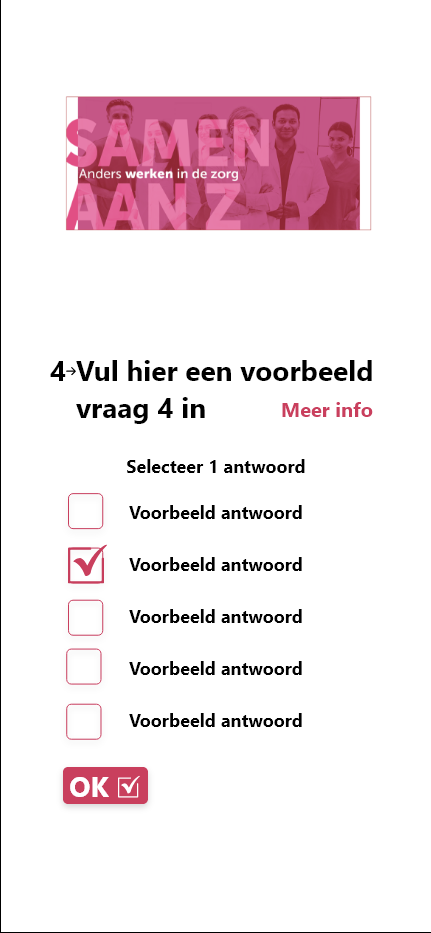 SAMEN
Anders werken in de zorg
AAN Z
4→Vul hier een voorbeeld
vraag 4 in
Meer info
Selecteer 1 antwoord
Voorbeeld antwoord
Voorbeeld antwoord
Voorbeeld antwoord
Voorbeeld antwoord
Voorbeeld antwoord
OK